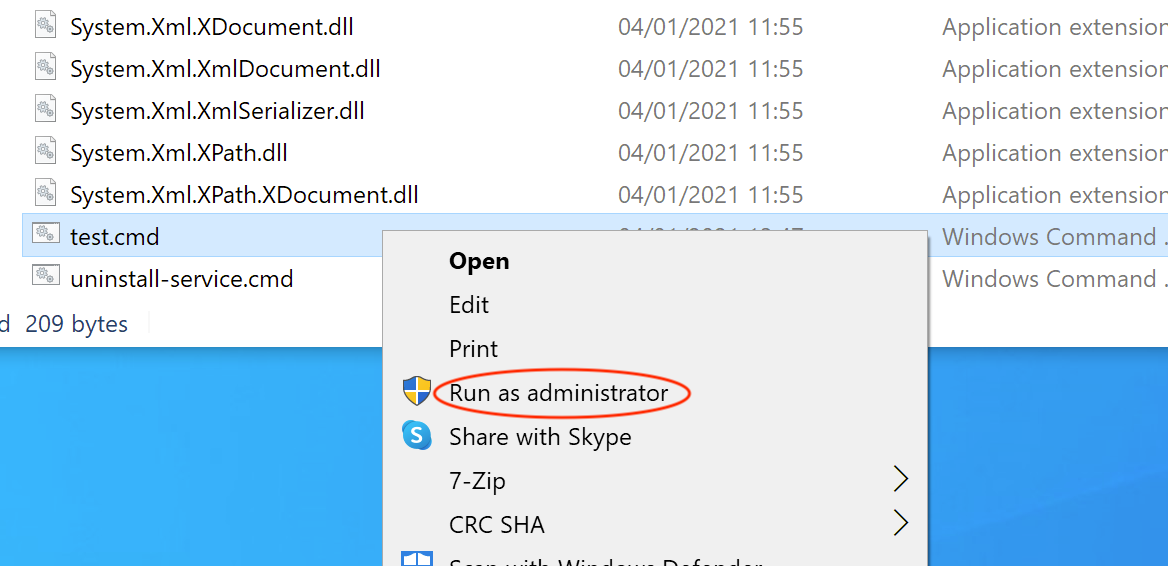 System.Xml.XDocument.dll 04/01/2021 11:55 Application extension
System.Xml.XmlDocument.dll 04/01/2021 11:55 Application extension
System.Xml.XmlSerializer.dll 04/01/2021 11:55 Application extension
System.Xml.XPath.dll 04/01/2021 11:55 Application extension
System.Xml.XPath.XDocument.dll 04/01/2021 11:55 Application extension
test.cmd Windows Command
uninstall-service.cmd Windows Command
d 209 bytes
Open
Edit
Print
Run as administrator
Share with Skype
7-Zip
CRC SHA
Scan with Windows Defender